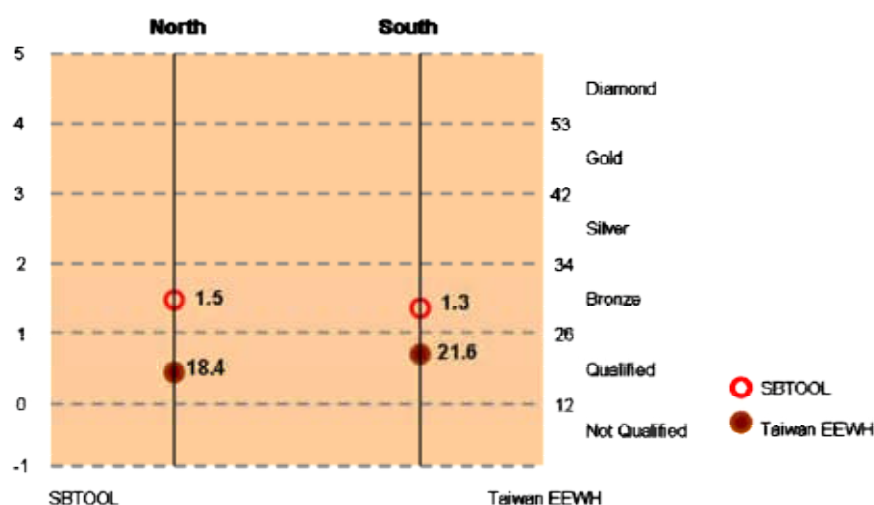 North South
5
Diamond
4 53
Gold
3 42
Silver
2 34
1.5 1.3 Bronze
1 26
18.4 21.6 Qualified
0 12
Not Qualified
-1
SBTOOL Taiwan EEWH
SBTOOL
Taiwan EEWH